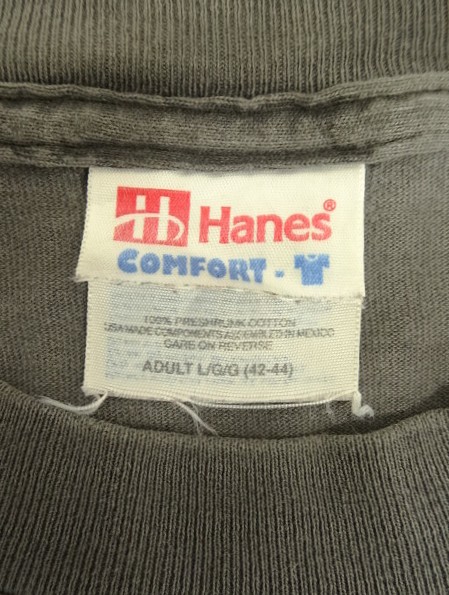 H Hanes®
COMFORT-
100% PRESHRUNK COTTON
USA MADE COMPONENTS ASSEMBLED IN MEXICO
CARE ON REVERSE
ADULT L/G/G (42-44)